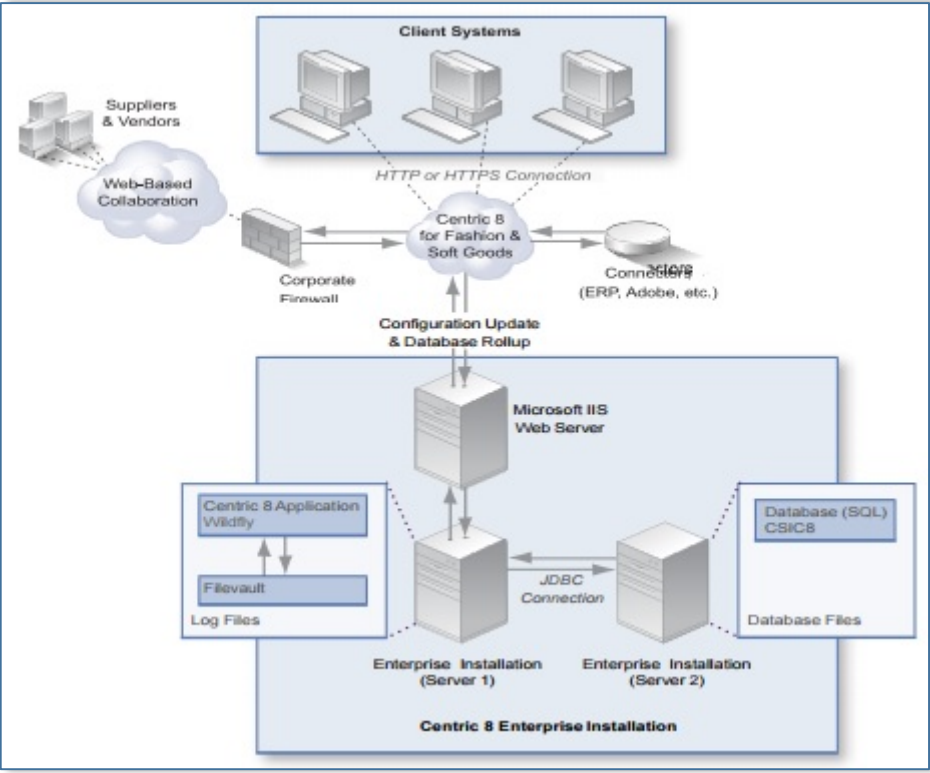 Client Systems
Suppliers
& Vendors
Web-Based
Collaboration
HTTP or HTTPS Connection
Centric 8
for Fashion &
Soft Goods
Corporate
Firewall
Connectors
(ERP, Adobe, etc.)
Configuration Update
& Database Rollup
Microsoft IIS
Web Server
Centric 8 Application
Wildfly
Filevault
Log Files
JDBC
Connection
Database (SQL)
CSIC8
Database Files
Enterprise Installation
(Server 1)
Enterprise Installation
(Server 2)
Centric 8 Enterprise Installation